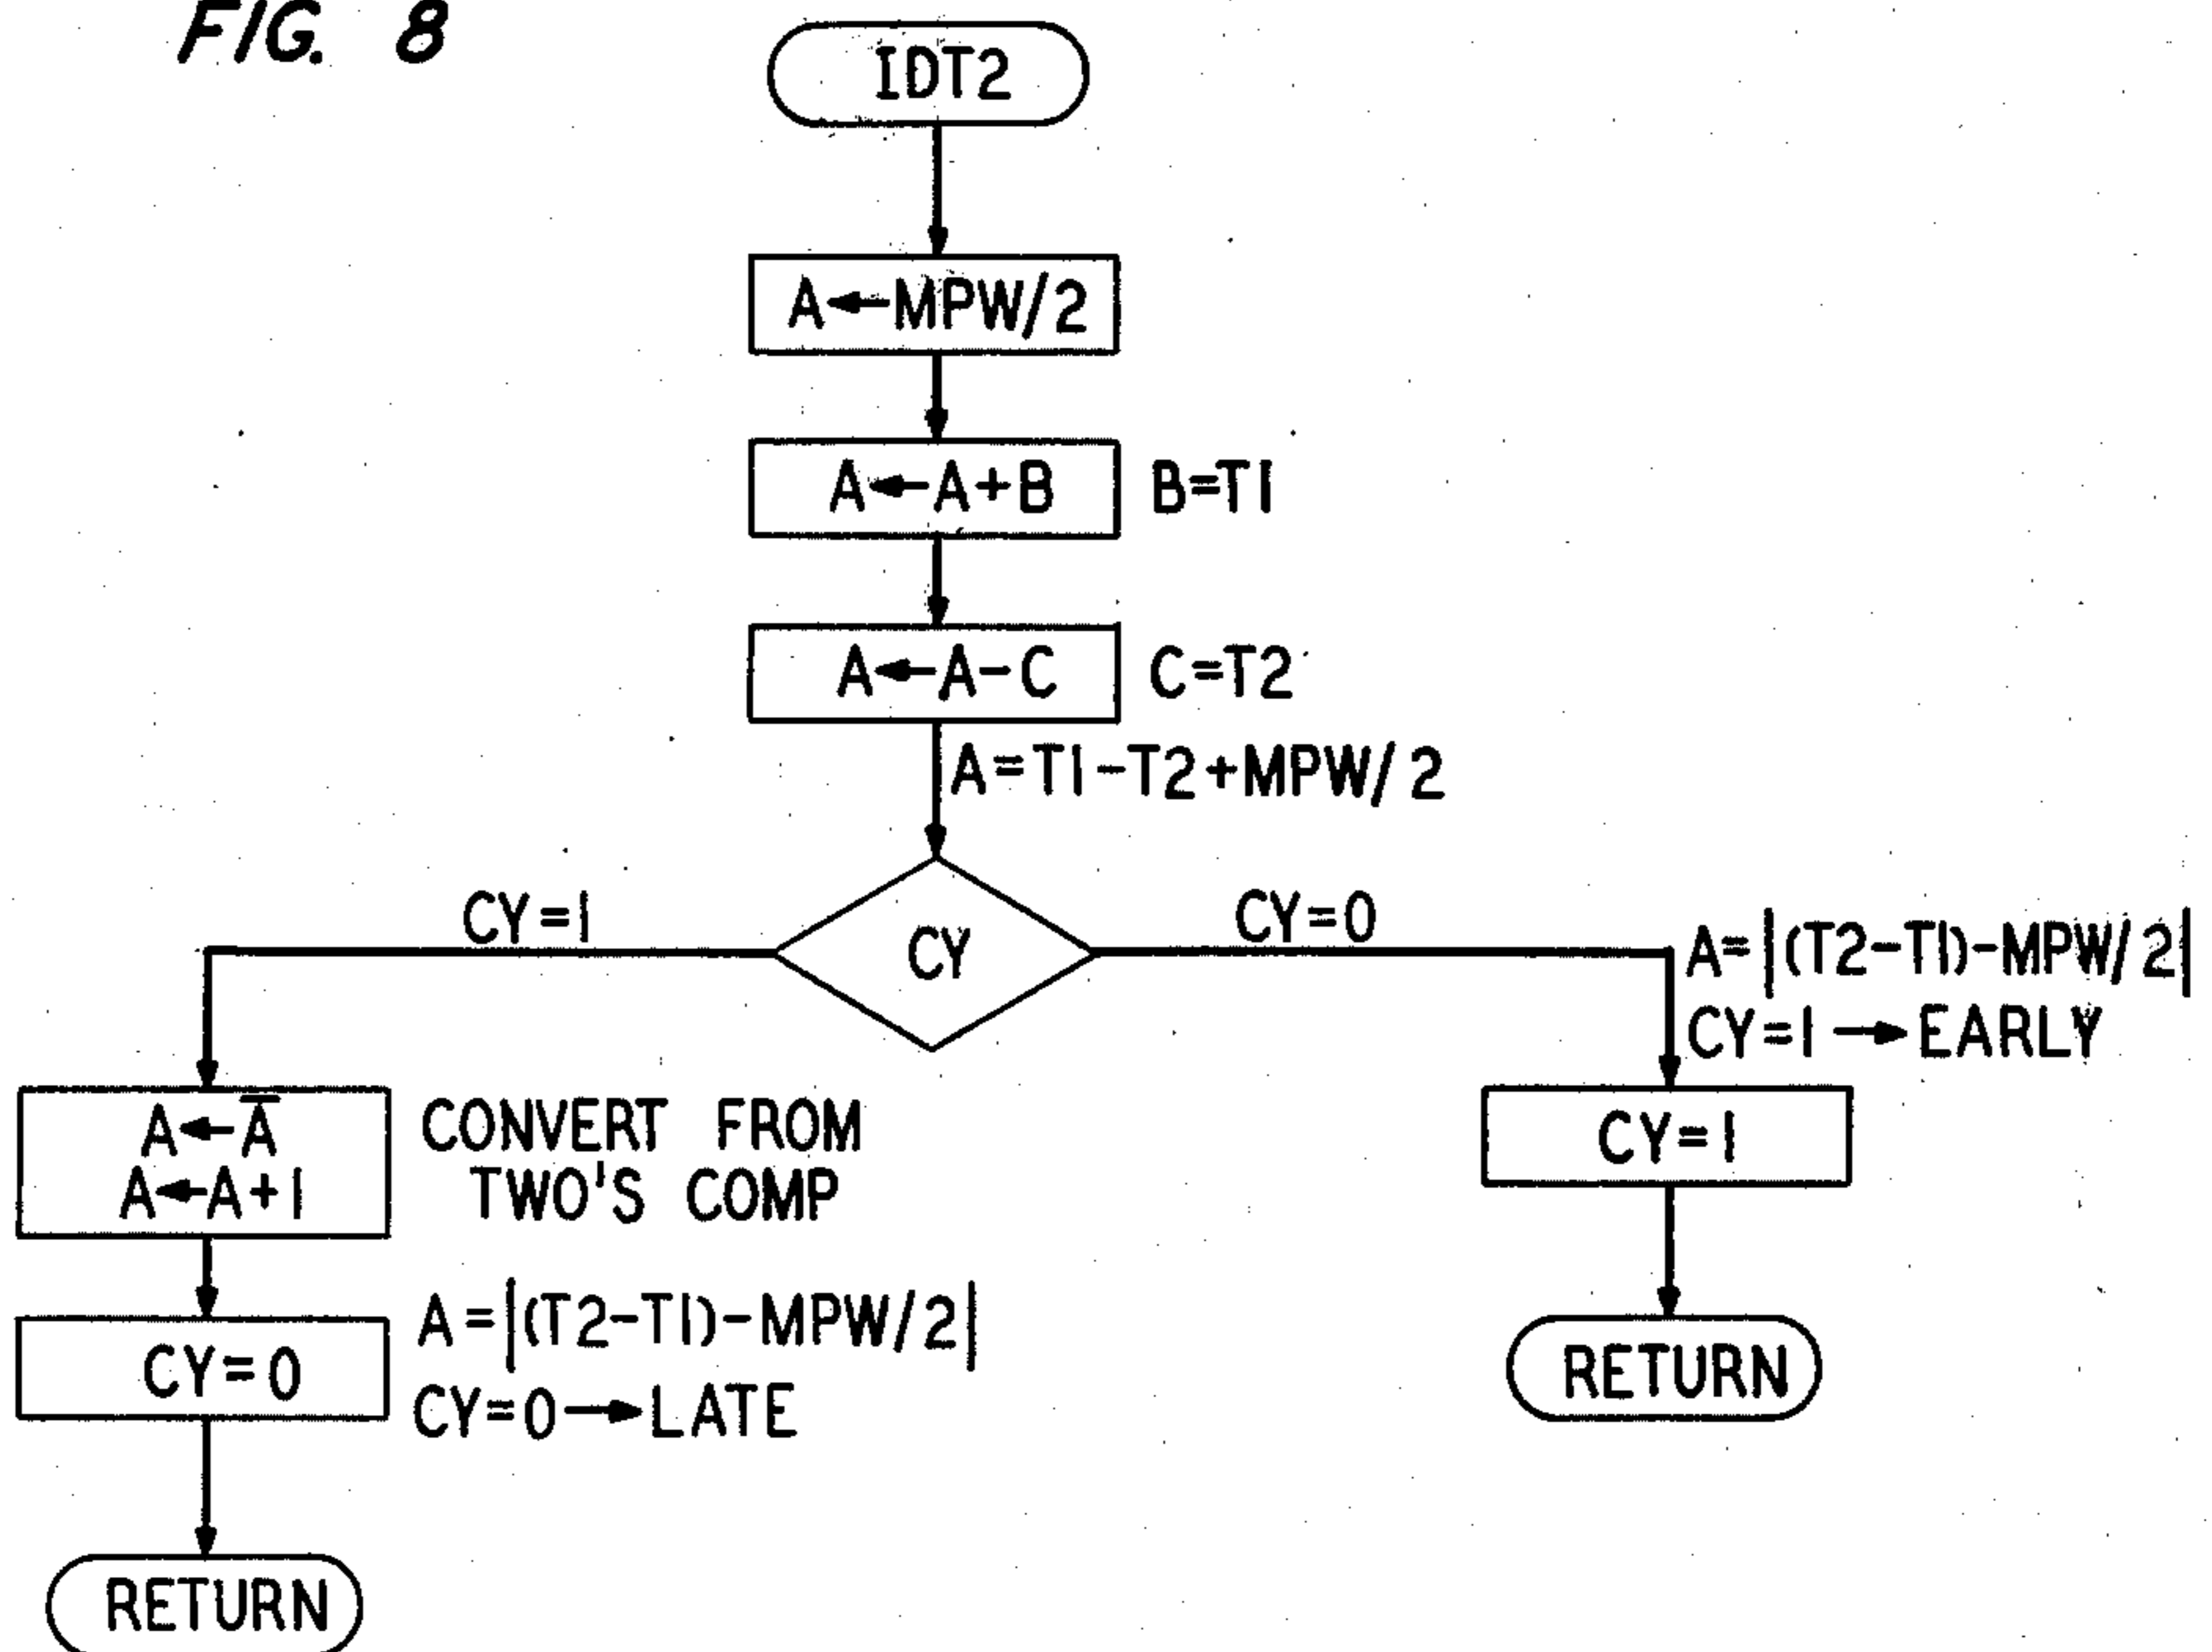 FIG. 8
IDT2
A←MPW/2
A←A+B
B=T1
A←A-C
C=T2
A=T1-T2+MPW/2
CY=1
CY
CY=0
A=|(T2-T1)-MPW/2|
CY=1→EARLY
A←A̅
A←A+1
CONVERT FROM
TWO'S COMP
CY=1
CY=0
A=|(T2-T1)-MPW/2|
CY=0→LATE
RETURN
RETURN